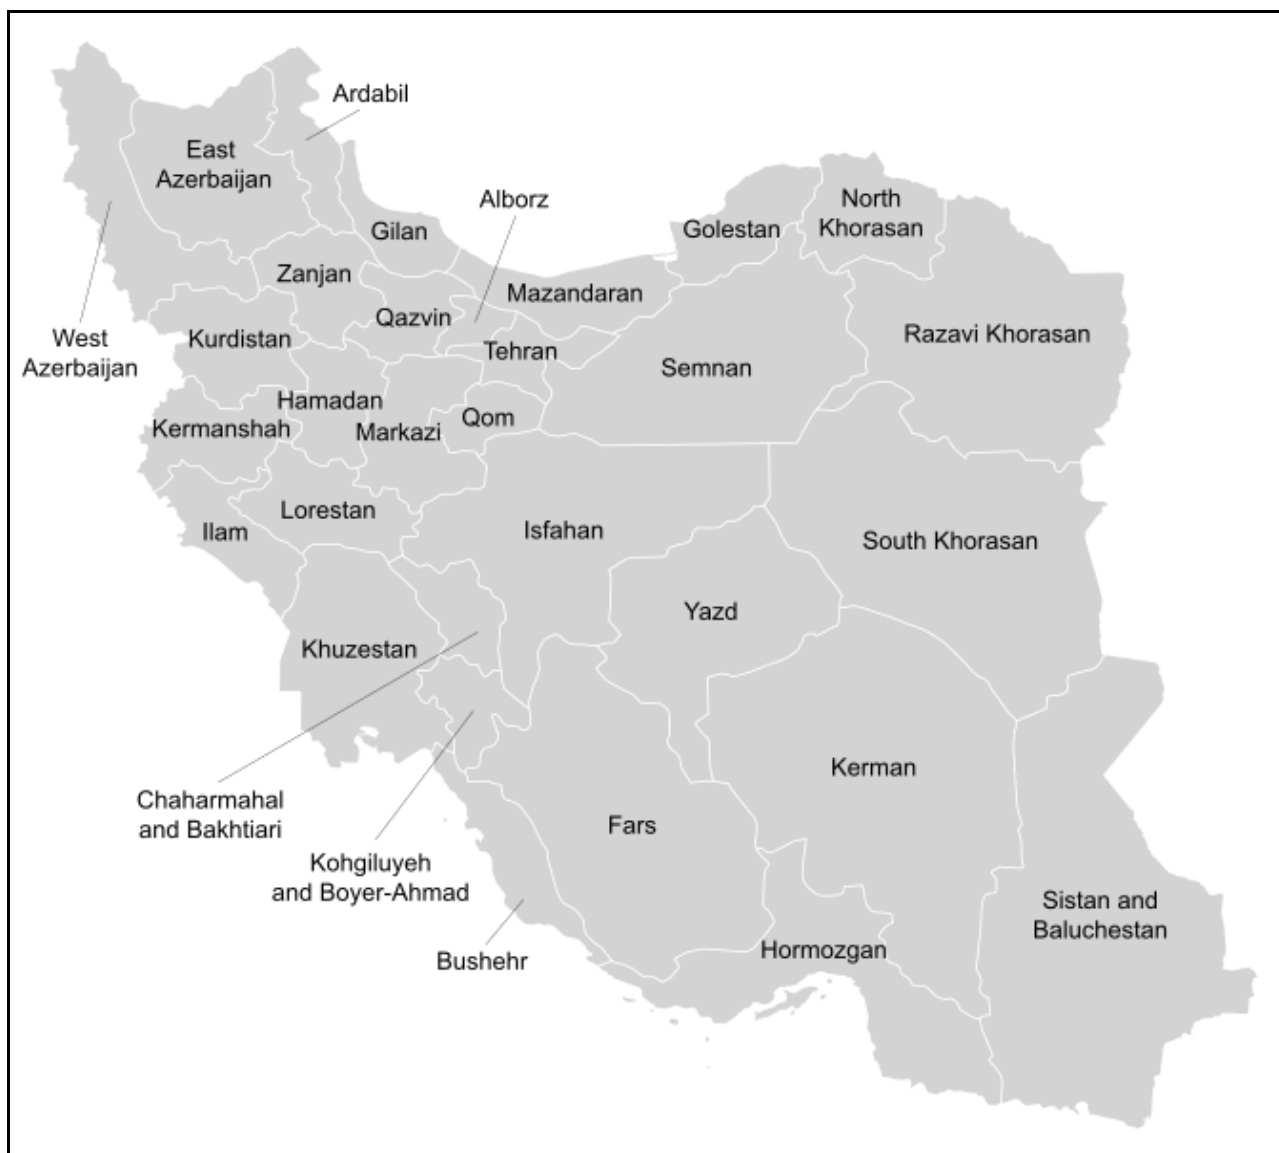 Ardabil
East
Azerbaijan
Alborz
North
Khorasan
Gilan
Golestan
Zanjan
Mazandaran
Qazvin
Razavi Khorasan
West
Azerbaijan
Kurdistan
Tehran
Semnan
Hamadan
Kermanshah
Markazi
Qom
Lorestan
Ilam
Isfahan
South Khorasan
Yazd
Khuzestan
Kerman
Chaharmahal
and Bakhtiari
Fars
Kohgiluyeh
and Boyer-Ahmad
Sistan and
Baluchestan
Hormozgan
Bushehr